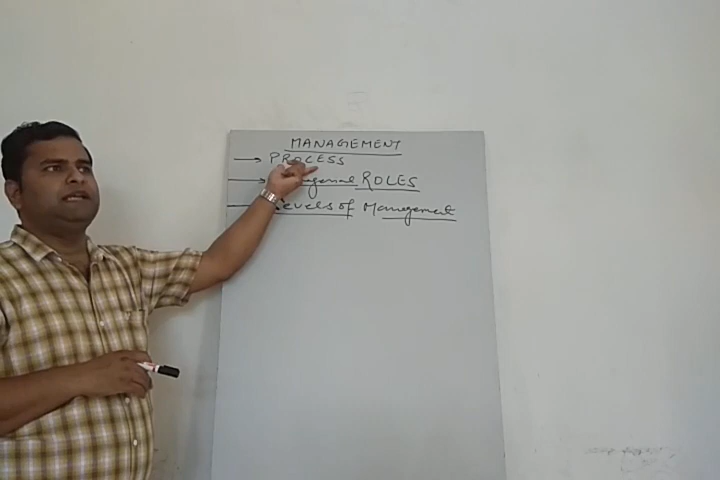 MANAGEMENT
→ PROCESS
→ ROLES
Levels of Management